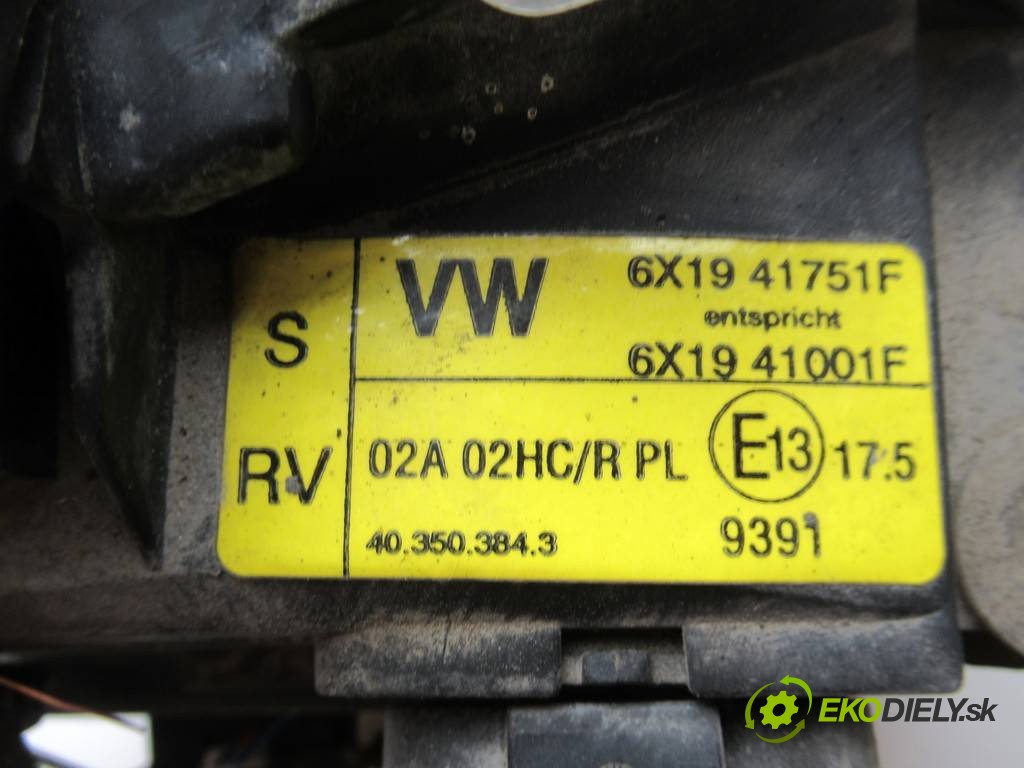 S
RV
VW
6X19 41751F
entspricht
6X19 41001F
02A 02HC/R PL
E13
17.5
40.350.384.3
9391
EKODIELY.sk